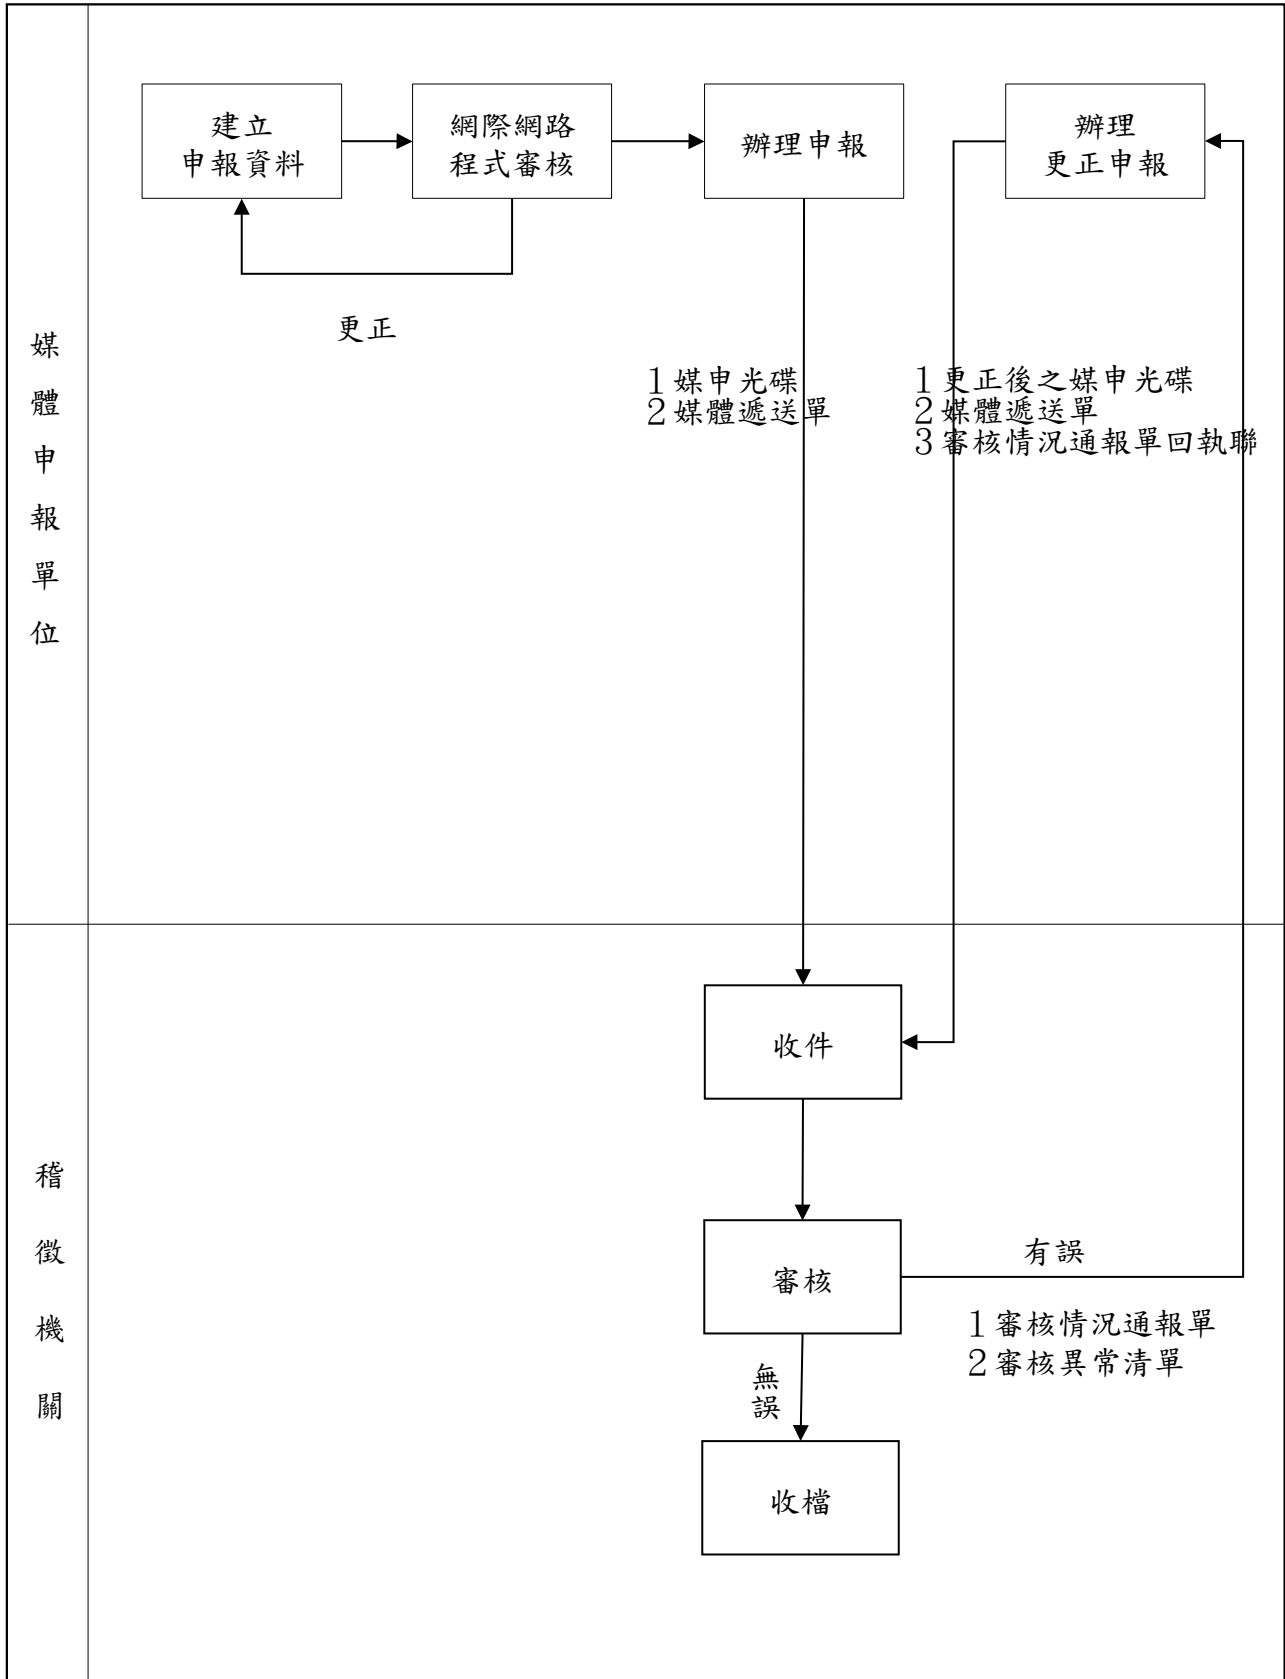 媒體申報單位
建立
申報資料
網際網路
程式審核
辦理申報
辦理
更正申報
更正
1媒申光碟
2媒體遞送單
1更正後之媒申光碟
2媒體遞送單
3審核情況通報單回執聯
稽徵機關
收件
審核
有誤
1審核情況通報單
2審核異常清單
無誤
收檔